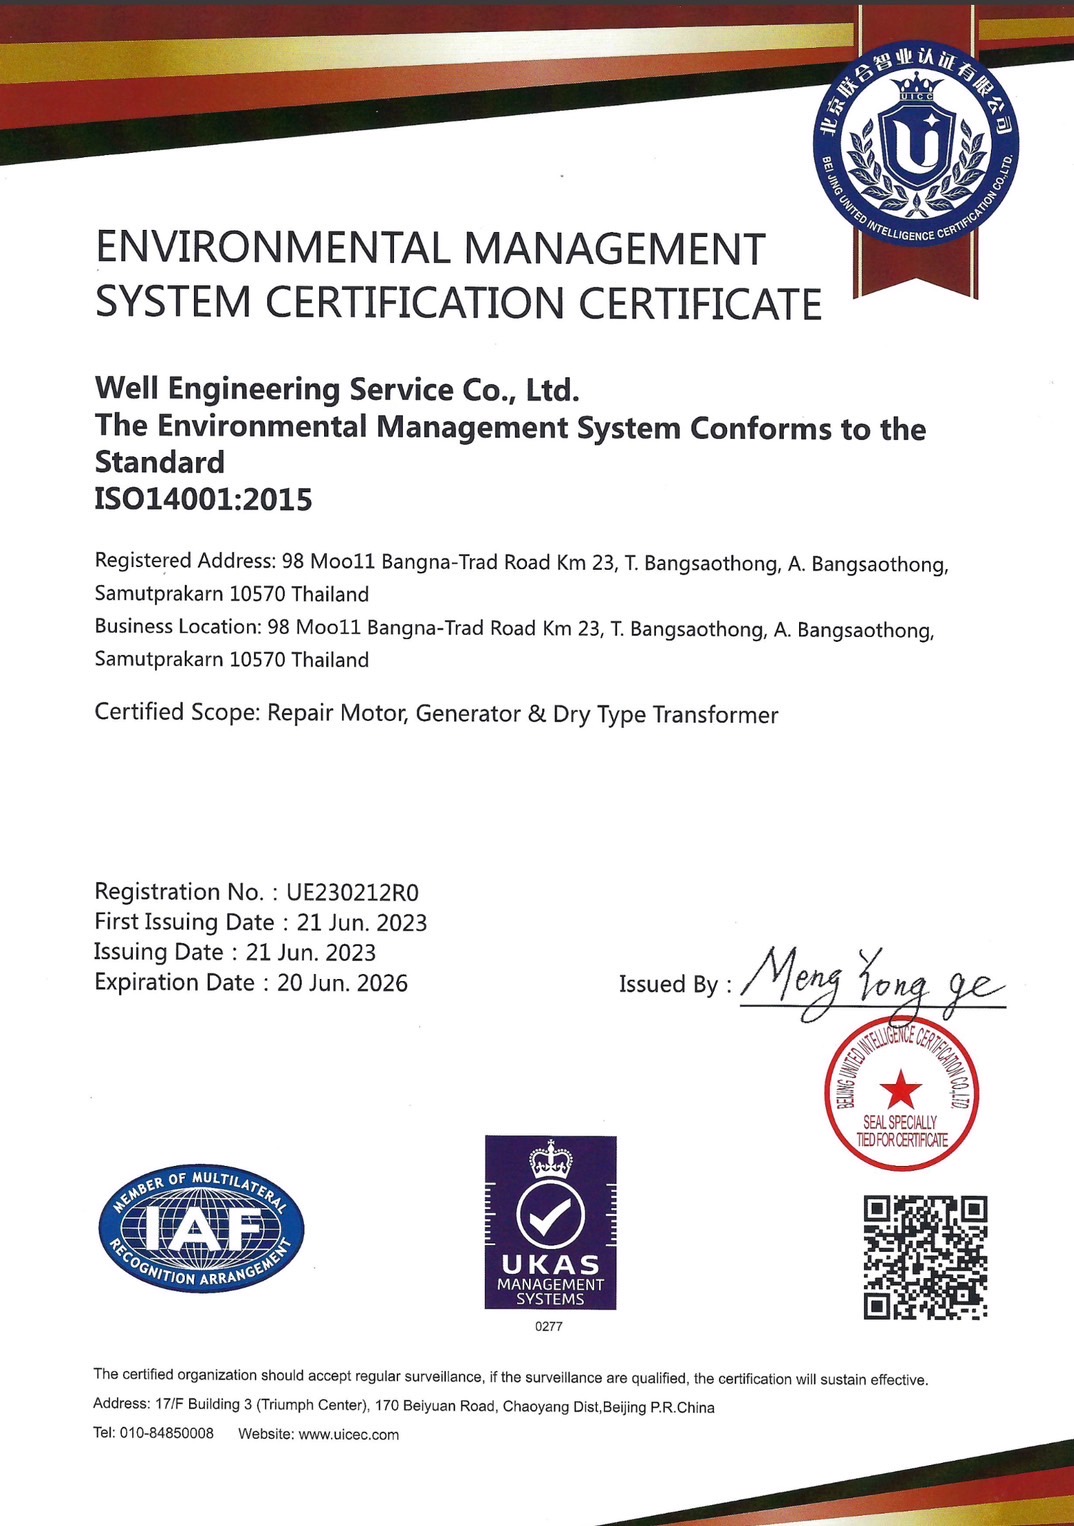 北京联合智业认证有限公司
UICC
BEI JING UNITED INTELLIGENCE CERTIFICATION CO.,LTD.
ENVIRONMENTAL MANAGEMENT
SYSTEM CERTIFICATION CERTIFICATE
Well Engineering Service Co., Ltd.
The Environmental Management System Conforms to the
Standard
ISO14001:2015
Registered Address: 98 Moo11 Bangna-Trad Road Km 23, T. Bangsaothong, A. Bangsaothong,
Samutprakarn 10570 Thailand
Business Location: 98 Moo11 Bangna-Trad Road Km 23, T. Bangsaothong, A. Bangsaothong,
Samutprakarn 10570 Thailand
Certified Scope: Repair Motor, Generator & Dry Type Transformer
Registration No. : UE230212R0
First Issuing Date : 21 Jun. 2023
Issuing Date : 21 Jun. 2023
Expiration Date : 20 Jun. 2026
Issued By : Meng Yong ge
BEIJING UNITED INTELLIGENCE CERTIFICATION CO.,LTD.
SEAL SPECIALLY
TIED FOR CERTIFICATE
MEMBER OF MULTILATERAL
IAF
RECOGNITION ARRANGEMENT
UKAS
MANAGEMENT
SYSTEMS
0277
The certified organization should accept regular surveillance, if the surveillance are qualified, the certification will sustain effective.
Address: 17/F Building 3 (Triumph Center), 170 Beiyuan Road, Chaoyang Dist,Beijing P.R.China
Tel: 010-84850008 Website: www.uicec.com